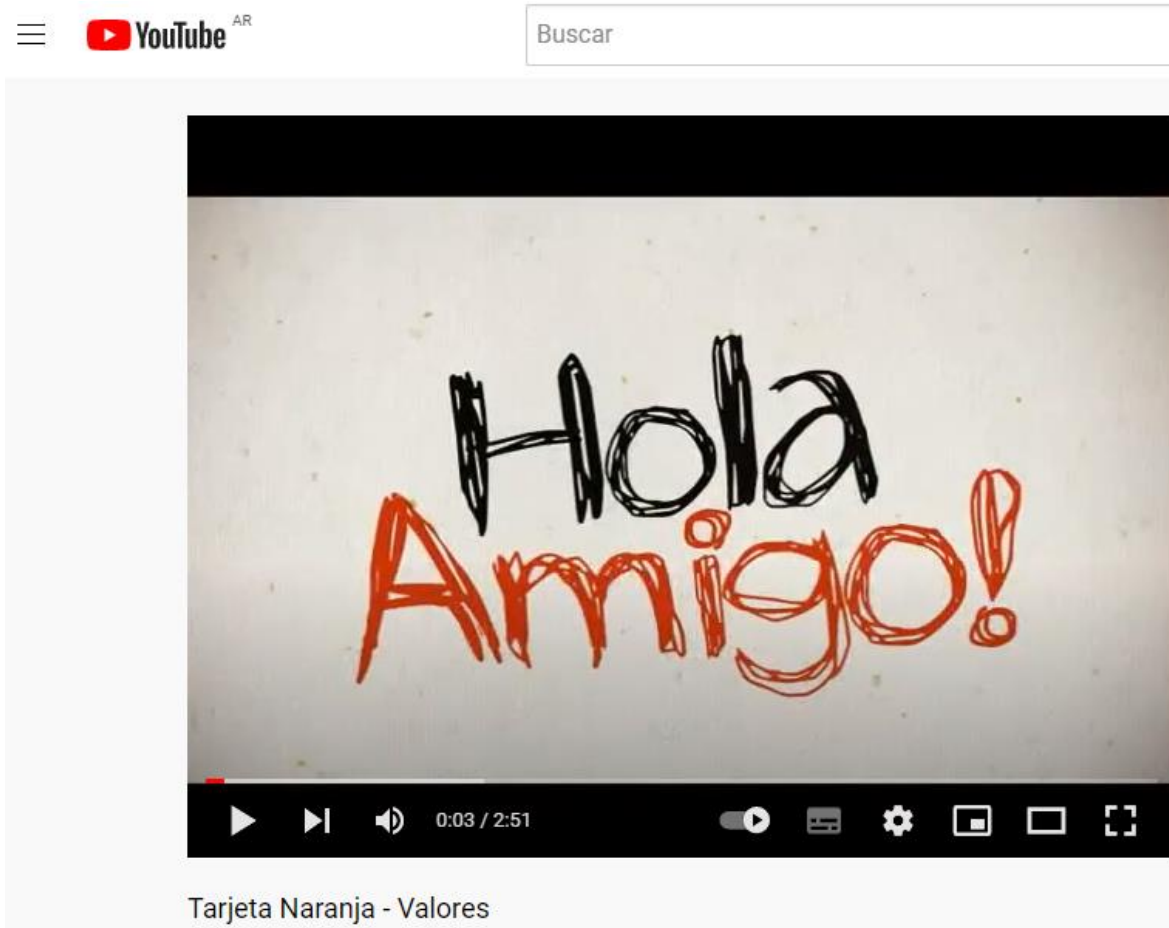 YouTube AR
Buscar
Hola
Amigo!
0:03 / 2:51
Tarjeta Naranja - Valores